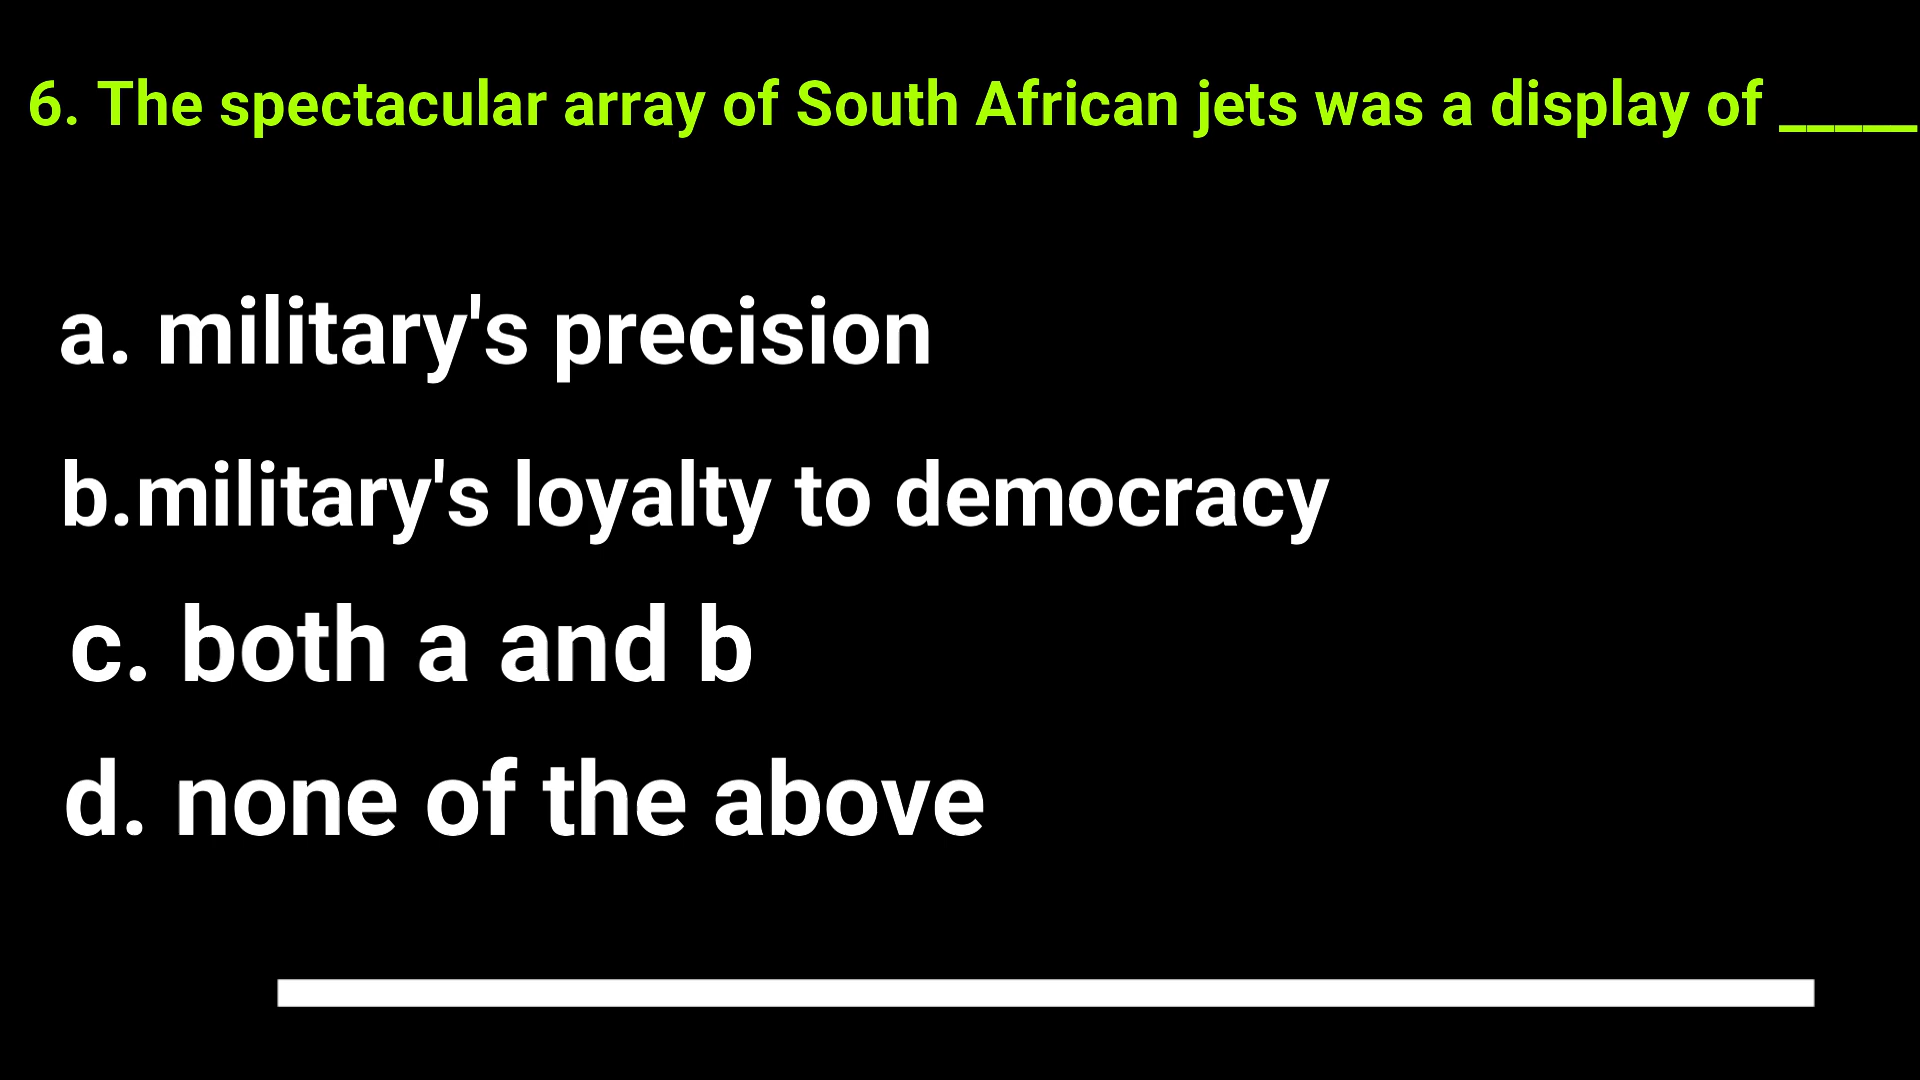 6. The spectacular array of South African jets was a display of _____
a. military's precision
b.military's loyalty to democracy
c. both a and b
d. none of the above